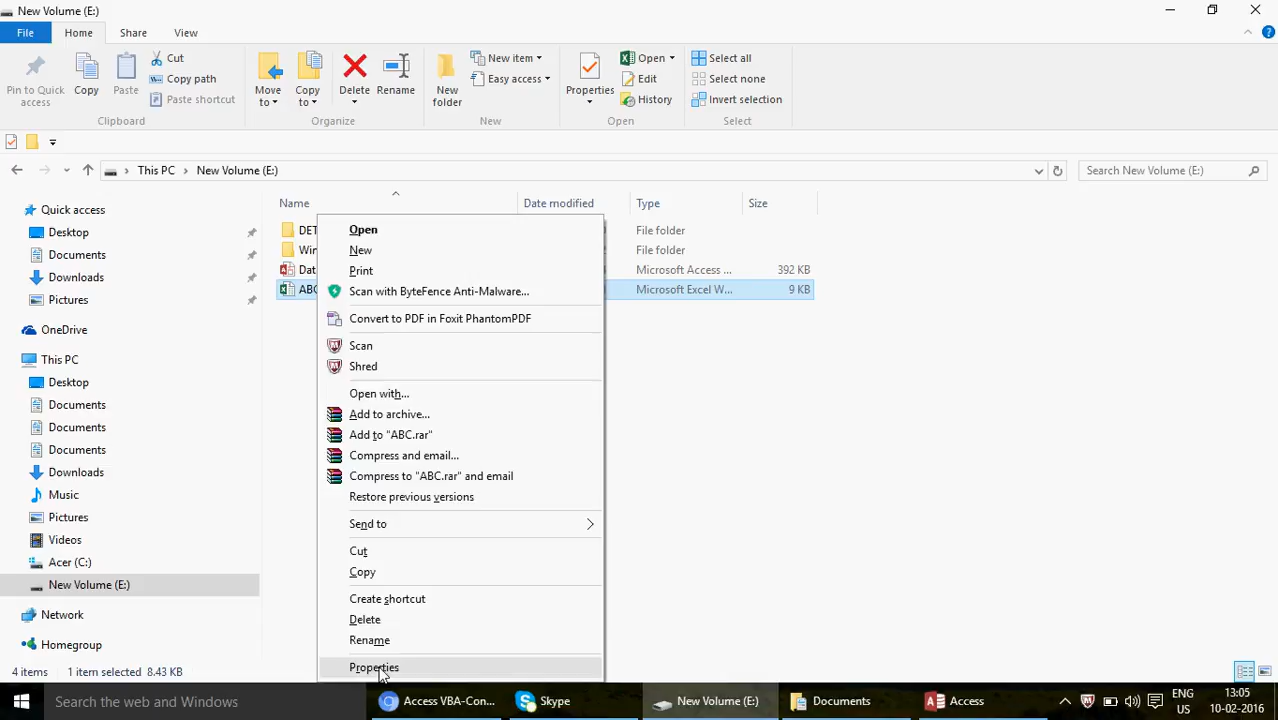 New Volume (E:)
File Home Share View
Pin to Quick access
Copy
Paste
Cut
Copy path
Paste shortcut
Clipboard
Move to
Copy to
Delete
Rename
Organize
New folder
New item
Easy access
New
Properties
Open
Edit
History
Open
Select all
Select none
Invert selection
Select
This PC New Volume (E:)
Search New Volume (E:)
Name Date modified Type Size
DET File folder
Win File folder
Dat Microsoft Access ... 392 KB
ABC Microsoft Excel W... 9 KB
Quick access
Desktop
Documents
Downloads
Pictures
OneDrive
This PC
Desktop
Documents
Documents
Documents
Downloads
Music
Pictures
Videos
Acer (C:)
New Volume (E:)
Network
Homegroup
Open
New
Print
Scan with ByteFence Anti-Malware...
Convert to PDF in Foxit PhantomPDF
Scan
Shred
Open with...
Add to archive...
Add to "ABC.rar"
Compress and email...
Compress to "ABC.rar" and email
Restore previous versions
Send to
Cut
Copy
Create shortcut
Delete
Rename
Properties
4 items 1 item selected 8.43 KB
Search the web and Windows
Access VBA-Con...
Skype
New Volume (E:)
Documents
Access
ENG
US
13:05
10-02-2016